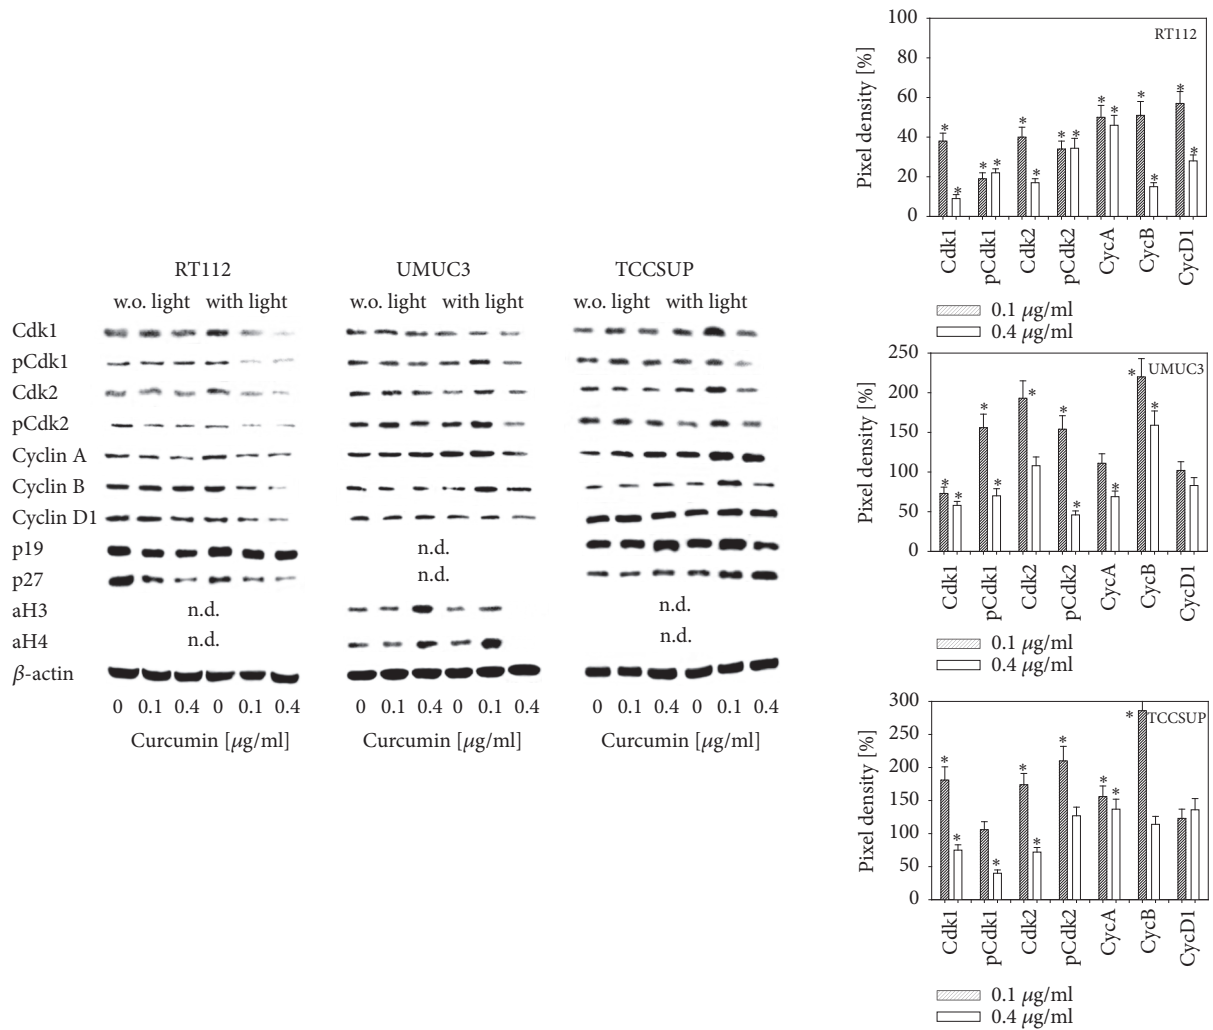 RT112 UMUC3 TCCSUP
w.o. light with light w.o. light with light w.o. light with light
Cdk1
pCdk1
Cdk2
pCdk2
Cyclin A
Cyclin B
Cyclin D1
p19 n.d.
p27 n.d.
aH3 n.d. n.d.
aH4 n.d. n.d.
β-actin
0 0.1 0.4 0 0.1 0.4 0 0.1 0.4 0 0.1 0.4 0 0.1 0.4 0 0.1 0.4
Curcumin [μg/ml] Curcumin [μg/ml] Curcumin [μg/ml]
RT112
Pixel density [%]
100
80
60
40
20
0
* * * * * * * * * * * * * *
Cdk1 pCdk1 Cdk2 pCdk2 CycA CycB CycD1
0.1 μg/ml
0.4 μg/ml
UMUC3
Pixel density [%]
250
200
150
100
50
0
* * * * * * * * * * *
Cdk1 pCdk1 Cdk2 pCdk2 CycA CycB CycD1
0.1 μg/ml
0.4 μg/ml
TCCSUP
Pixel density [%]
300
250
200
150
100
50
0
* * * * * * * * * *
Cdk1 pCdk1 Cdk2 pCdk2 CycA CycB CycD1
0.1 μg/ml
0.4 μg/ml